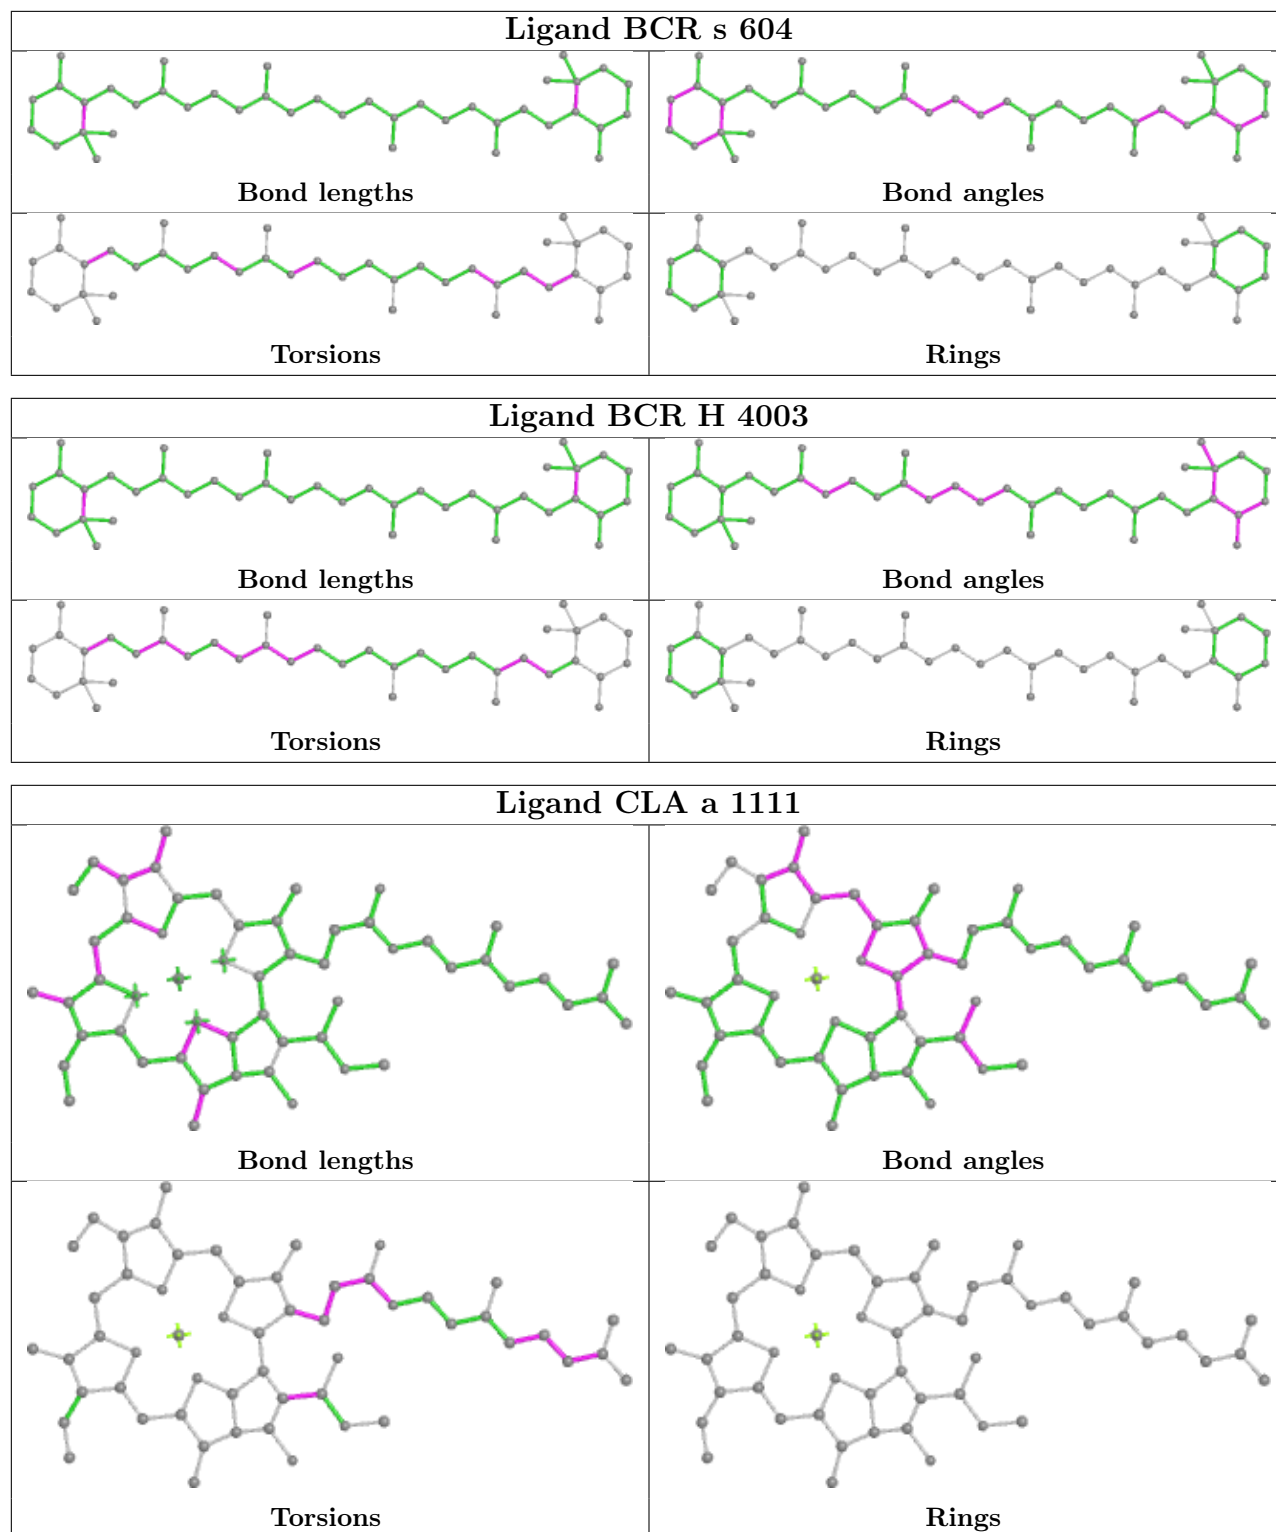 Ligand BCR s 604
Bond lengths
Bond angles
Torsions
Rings
Ligand BCR H 4003
Bond lengths
Bond angles
Torsions
Rings
Ligand CLA a 1111
Bond lengths
Bond angles
Torsions
Rings